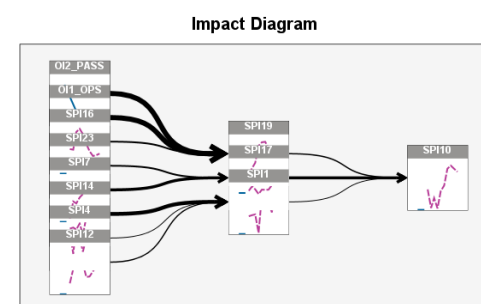 Impact Diagram
OI2_PASS
OI1_OPS
SPI16
SPI23
SPI7
SPI14
SPI4
SPI12
SPI19
SPI17
SPI1
SPI10